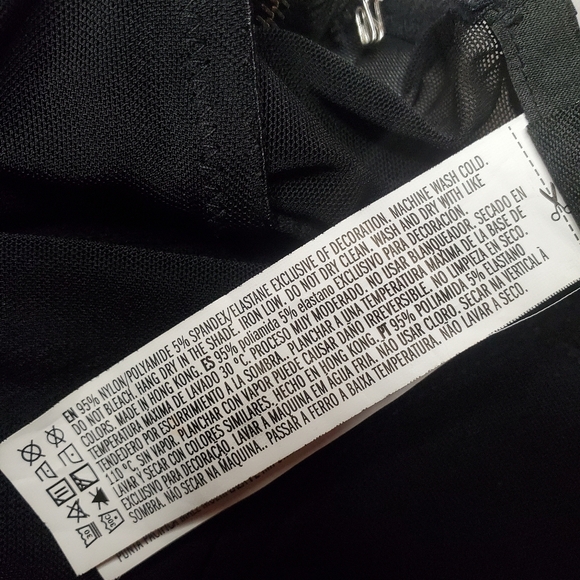 EN 95% NYLON/POLYAMIDE 5% SPANDEX/ELASTANE EXCLUSIVE OF DECORATION. MACHINE WASH COLD.
DO NOT BLEACH. HANG DRY IN THE SHADE. IRON LOW, DO NOT DRY CLEAN. WASH AND DRY WITH LIKE
COLORS. MADE IN HONG KONG. ES 95% poliamida 5% elastano EXCLUSIVO PARA DECORACIÓN.
TEMPERATURA MÁXIMA DE LAVADO 30 °C, PROCESO MUI MODERADO. NO USAR BLANQUEADOR. SECADO EN
TENDEDERO POR ESCURRIMIENTO A LA SOMBRA. PLANCHAR A UNA TEMPERATURA MÁXIMA DE LA BASE DE
110 °C, SIN VAPOR, PLANCHAR CON VAPOR PUEDE CAUSAR DAÑO IRREVERSIBLE. NO LIMPIEZA EN SECO.
LAVAR Y SECAR CON COLORES SIMILARES. HECHO EN HONG KONG. PT 95% POLIAMIDA 5% ELASTANO
EXCLUSIVO PARA DECORAÇÃO. LAVAR A MÁQUINA EM AGUA FRIA. NÃO USAR CLORO. SECAR NA VERTICAL À
SOMBRA. NÃO SECAR NA MAQUINA.. PASSAR A FERRO À BAIXA TEMPERATURA. NÃO LAVAR À SECO.